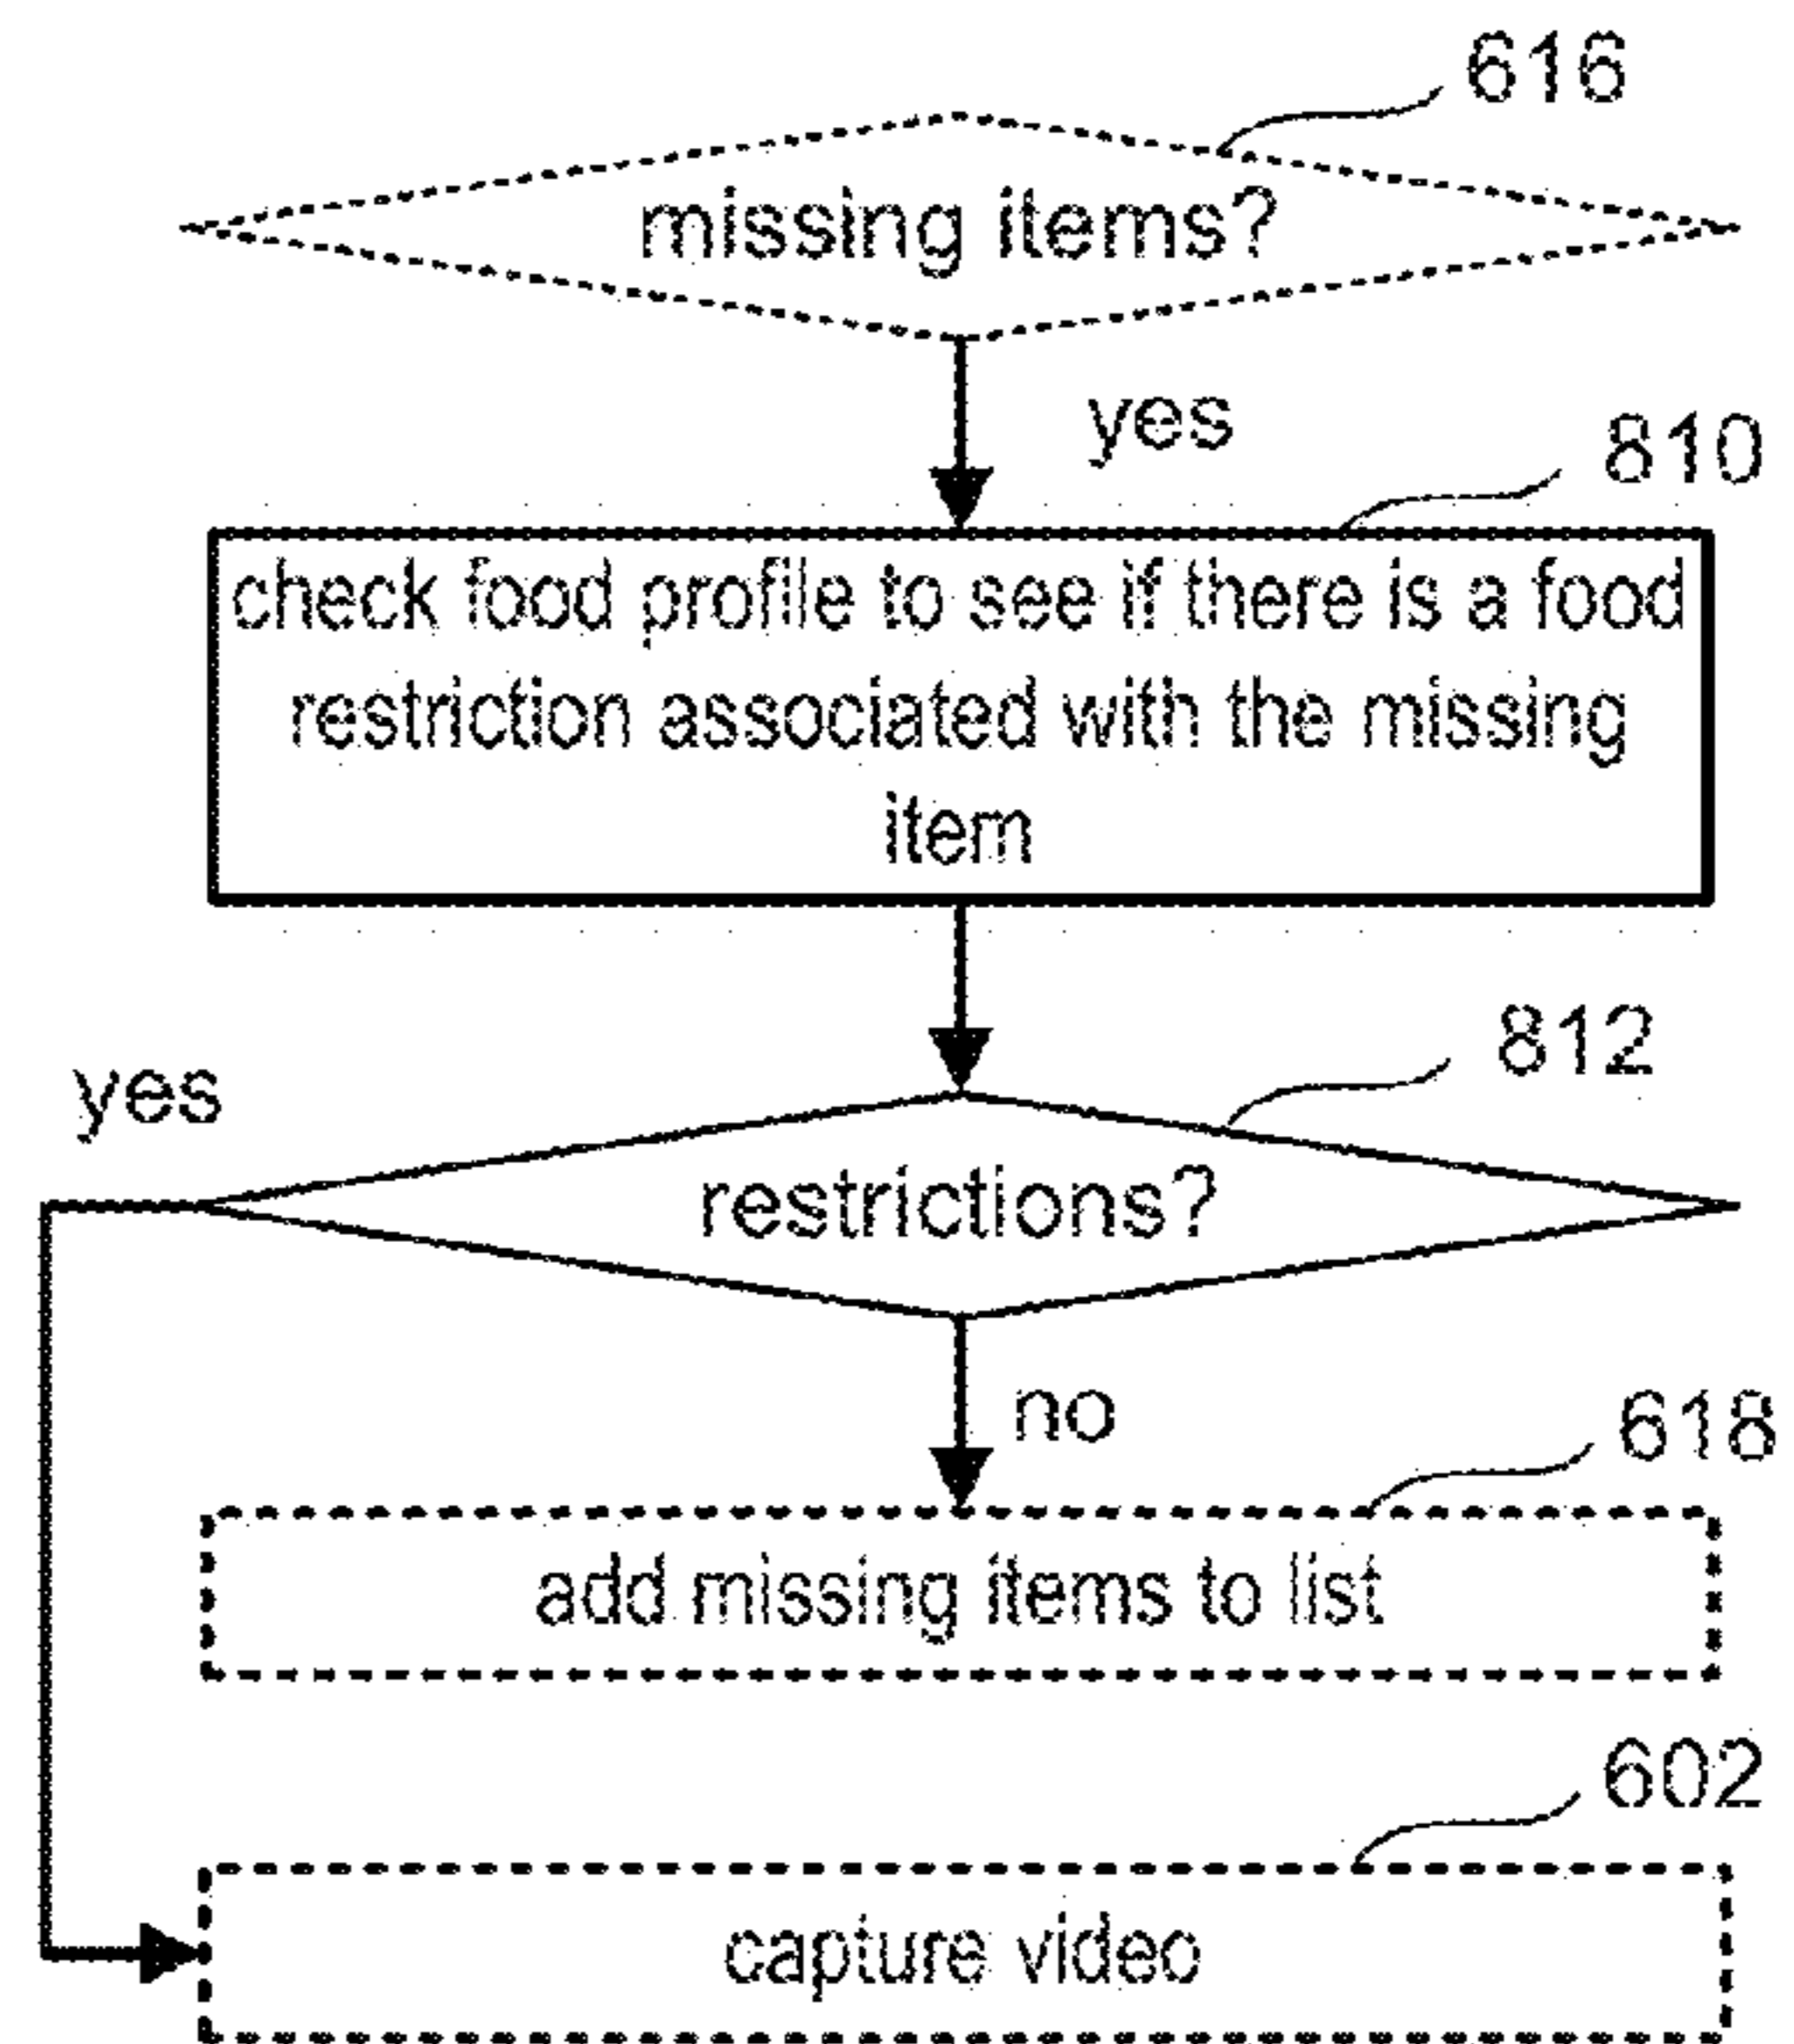 616
missing items?
yes
810
check food profile to see if there is a food
restriction associated with the missing
item
812
yes
restrictions?
no
618
add missing items to list
602
capture video